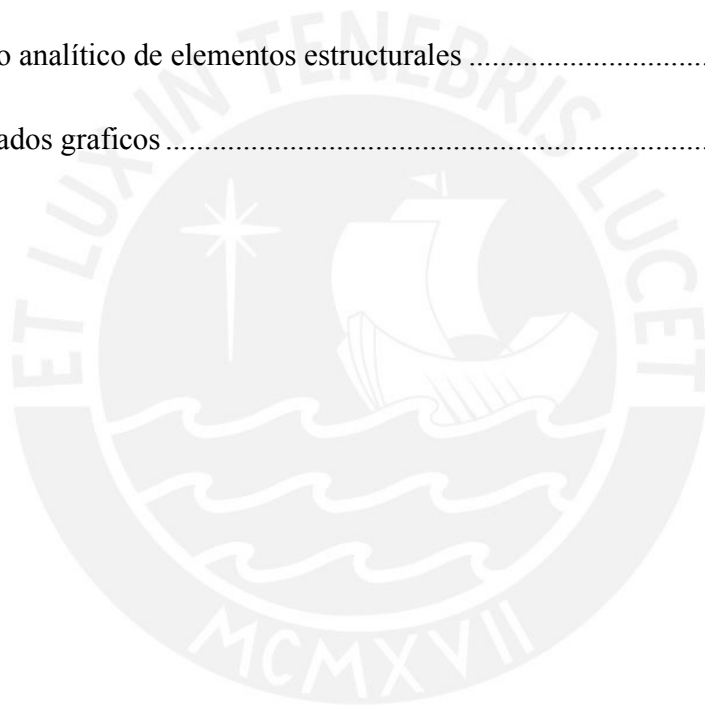 o analítico de elementos estructurales ..............................
ados graficos ......................................................................
ET LUX IN TENEBRIS LUCET
MCMXVII